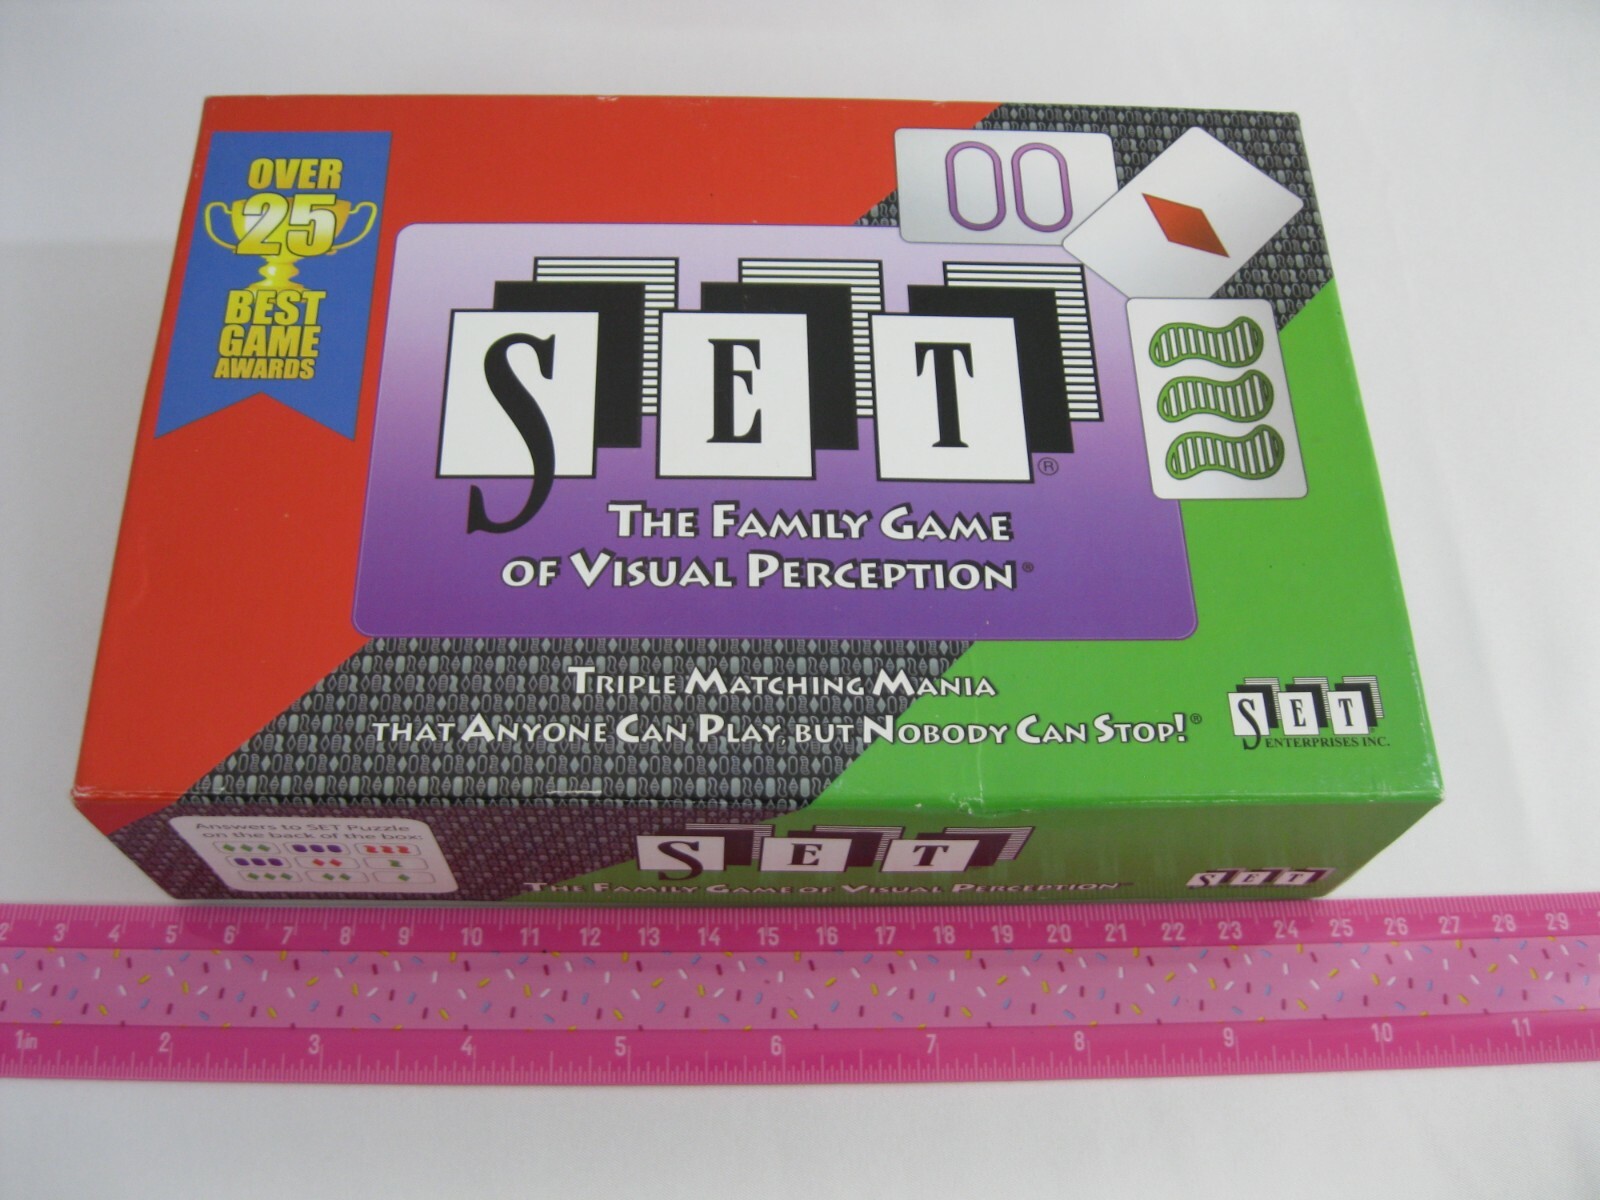 OVER
25
BEST
GAME
AWARDS
SET®
THE FAMILY GAME
OF VISUAL PERCEPTION®
TRIPLE MATCHING MANIA
THAT ANYONE CAN PLAY, BUT NOBODY CAN STOP!®
SET®
ENTERPRISES INC.
Answers to SET Puzzle
on the back of the box:
SET
THE FAMILY GAME OF VISUAL PERCEPTION
SET
2 3 4 5 6 7 8 9 10 11 12 13 14 15 16 17 18 19 20 21 22 23 24 25 26 27 28 29
1in 2 3 4 5 6 7 8 9 10 11